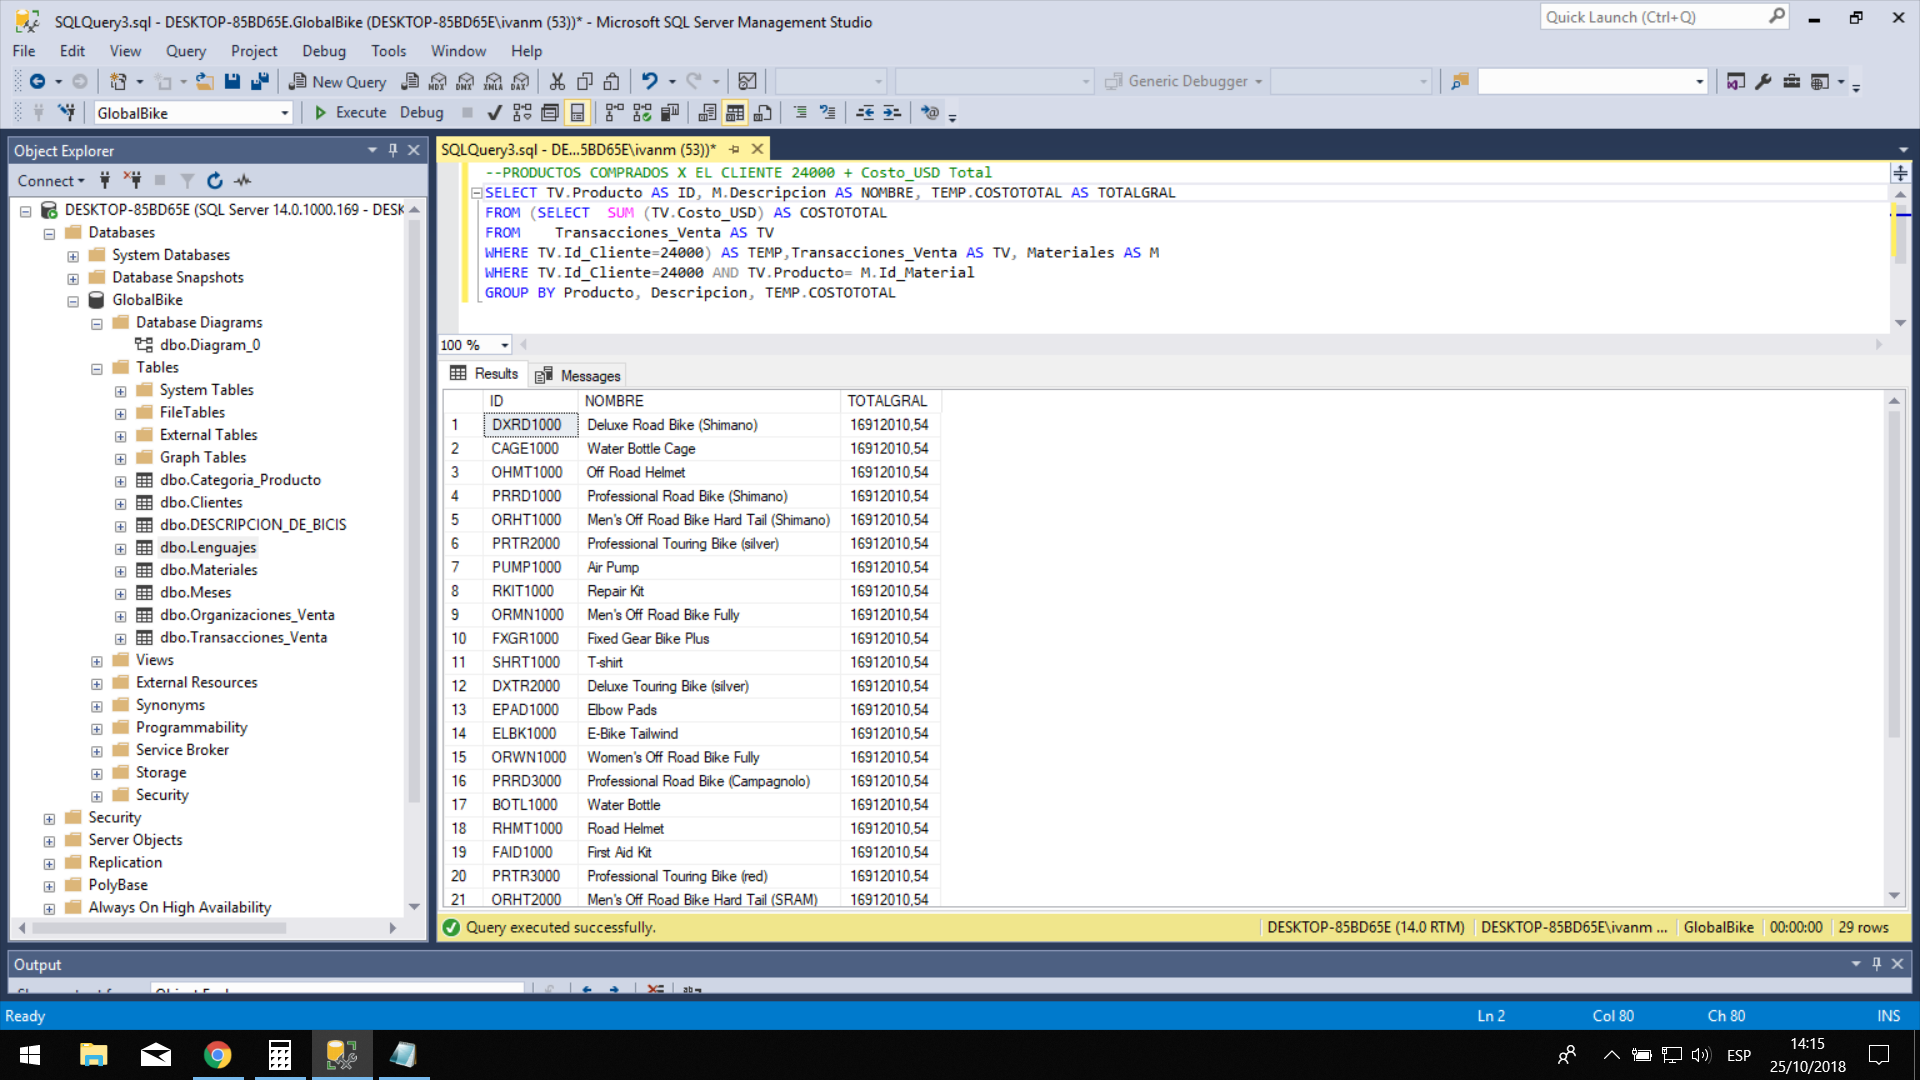 SQLQuery3.sql - DESKTOP-85BD65E.GlobalBike (DESKTOP-85BD65E\ivanm (53))* - Microsoft SQL Server Management Studio
Quick Launch (Ctrl+Q)
File Edit View Query Project Debug Tools Window Help
New Query MDX DMX XMLA DAX Generic Debugger
GlobalBike Execute Debug
Object Explorer
Connect
DESKTOP-85BD65E (SQL Server 14.0.1000.169 - DESK
Databases
System Databases
Database Snapshots
GlobalBike
Database Diagrams
dbo.Diagram_0
Tables
System Tables
FileTables
External Tables
Graph Tables
dbo.Categoria_Producto
dbo.Clientes
dbo.DESCRIPCION_DE_BICIS
dbo.Lenguajes
dbo.Materiales
dbo.Meses
dbo.Organizaciones_Venta
dbo.Transacciones_Venta
Views
External Resources
Synonyms
Programmability
Service Broker
Storage
Security
Security
Server Objects
Replication
PolyBase
Always On High Availability
SQLQuery3.sql - DE...5BD65E\ivanm (53))*
--PRODUCTOS COMPRADOS X EL CLIENTE 24000 + Costo_USD Total
SELECT TV.Producto AS ID, M.Descripcion AS NOMBRE, TEMP.COSTOTOTAL AS TOTALGRAL
FROM (SELECT  SUM (TV.Costo_USD) AS COSTOTOTAL
FROM    Transacciones_Venta AS TV
WHERE TV.Id_Cliente=24000) AS TEMP,Transacciones_Venta AS TV, Materiales AS M
WHERE TV.Id_Cliente=24000 AND TV.Producto= M.Id_Material
GROUP BY Producto, Descripcion, TEMP.COSTOTOTAL
100 %
Results Messages
ID NOMBRE TOTALGRAL
1 DXRD1000 Deluxe Road Bike (Shimano) 16912010,54
2 CAGE1000 Water Bottle Cage 16912010,54
3 OHMT1000 Off Road Helmet 16912010,54
4 PRRD1000 Professional Road Bike (Shimano) 16912010,54
5 ORHT1000 Men's Off Road Bike Hard Tail (Shimano) 16912010,54
6 PRTR2000 Professional Touring Bike (silver) 16912010,54
7 PUMP1000 Air Pump 16912010,54
8 RKIT1000 Repair Kit 16912010,54
9 ORMN1000 Men's Off Road Bike Fully 16912010,54
10 FXGR1000 Fixed Gear Bike Plus 16912010,54
11 SHRT1000 T-shirt 16912010,54
12 DXTR2000 Deluxe Touring Bike (silver) 16912010,54
13 EPAD1000 Elbow Pads 16912010,54
14 ELBK1000 E-Bike Tailwind 16912010,54
15 ORWN1000 Women's Off Road Bike Fully 16912010,54
16 PRRD3000 Professional Road Bike (Campagnolo) 16912010,54
17 BOTL1000 Water Bottle 16912010,54
18 RHMT1000 Road Helmet 16912010,54
19 FAID1000 First Aid Kit 16912010,54
20 PRTR3000 Professional Touring Bike (red) 16912010,54
21 ORHT2000 Men's Off Road Bike Hard Tail (SRAM) 16912010,54
Query executed successfully. DESKTOP-85BD65E (14.0 RTM) DESKTOP-85BD65E\ivanm ... GlobalBike 00:00:00 29 rows
Output
Ready Ln 2 Col 80 Ch 80 INS
ESP 14:15
25/10/2018